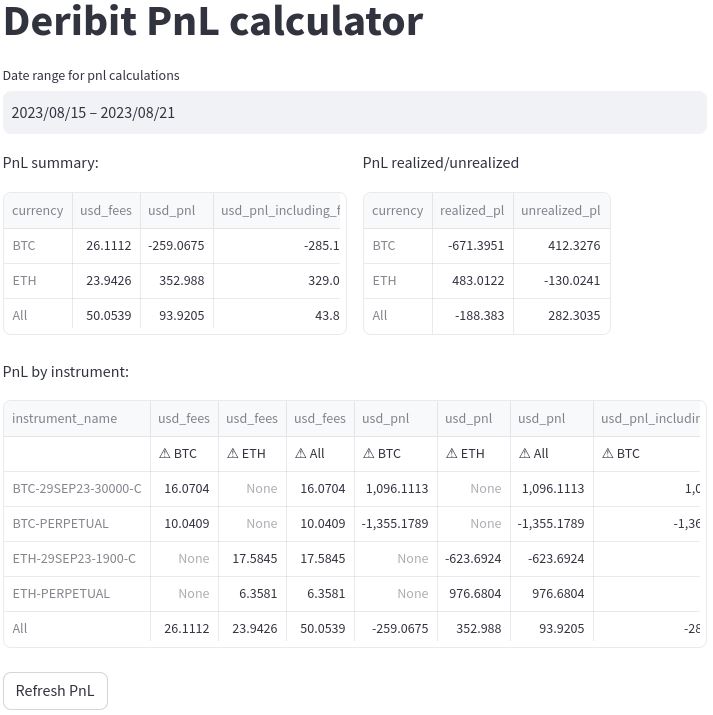 Deribit PnL calculator
Date range for pnl calculations
2023/08/15 – 2023/08/21
PnL summary:
currency usd_fees usd_pnl usd_pnl_including_f
BTC 26.1112 -259.0675 -285.1
ETH 23.9426 352.988 329.0
All 50.0539 93.9205 43.8
PnL realized/unrealized
currency realized_pl unrealized_pl
BTC -671.3951 412.3276
ETH 483.0122 -130.0241
All -188.383 282.3035
PnL by instrument:
instrument_name usd_fees usd_fees usd_fees usd_pnl usd_pnl usd_pnl usd_pnl_includin
⚠ BTC ⚠ ETH ⚠ All ⚠ BTC ⚠ ETH ⚠ All ⚠ BTC
BTC-29SEP23-30000-C 16.0704 None 16.0704 1,096.1113 None 1,096.1113 1,0
BTC-PERPETUAL 10.0409 None 10.0409 -1,355.1789 None -1,355.1789 -1,36
ETH-29SEP23-1900-C None 17.5845 17.5845 None -623.6924 -623.6924
ETH-PERPETUAL None 6.3581 6.3581 None 976.6804 976.6804
All 26.1112 23.9426 50.0539 -259.0675 352.988 93.9205 -28
Refresh PnL